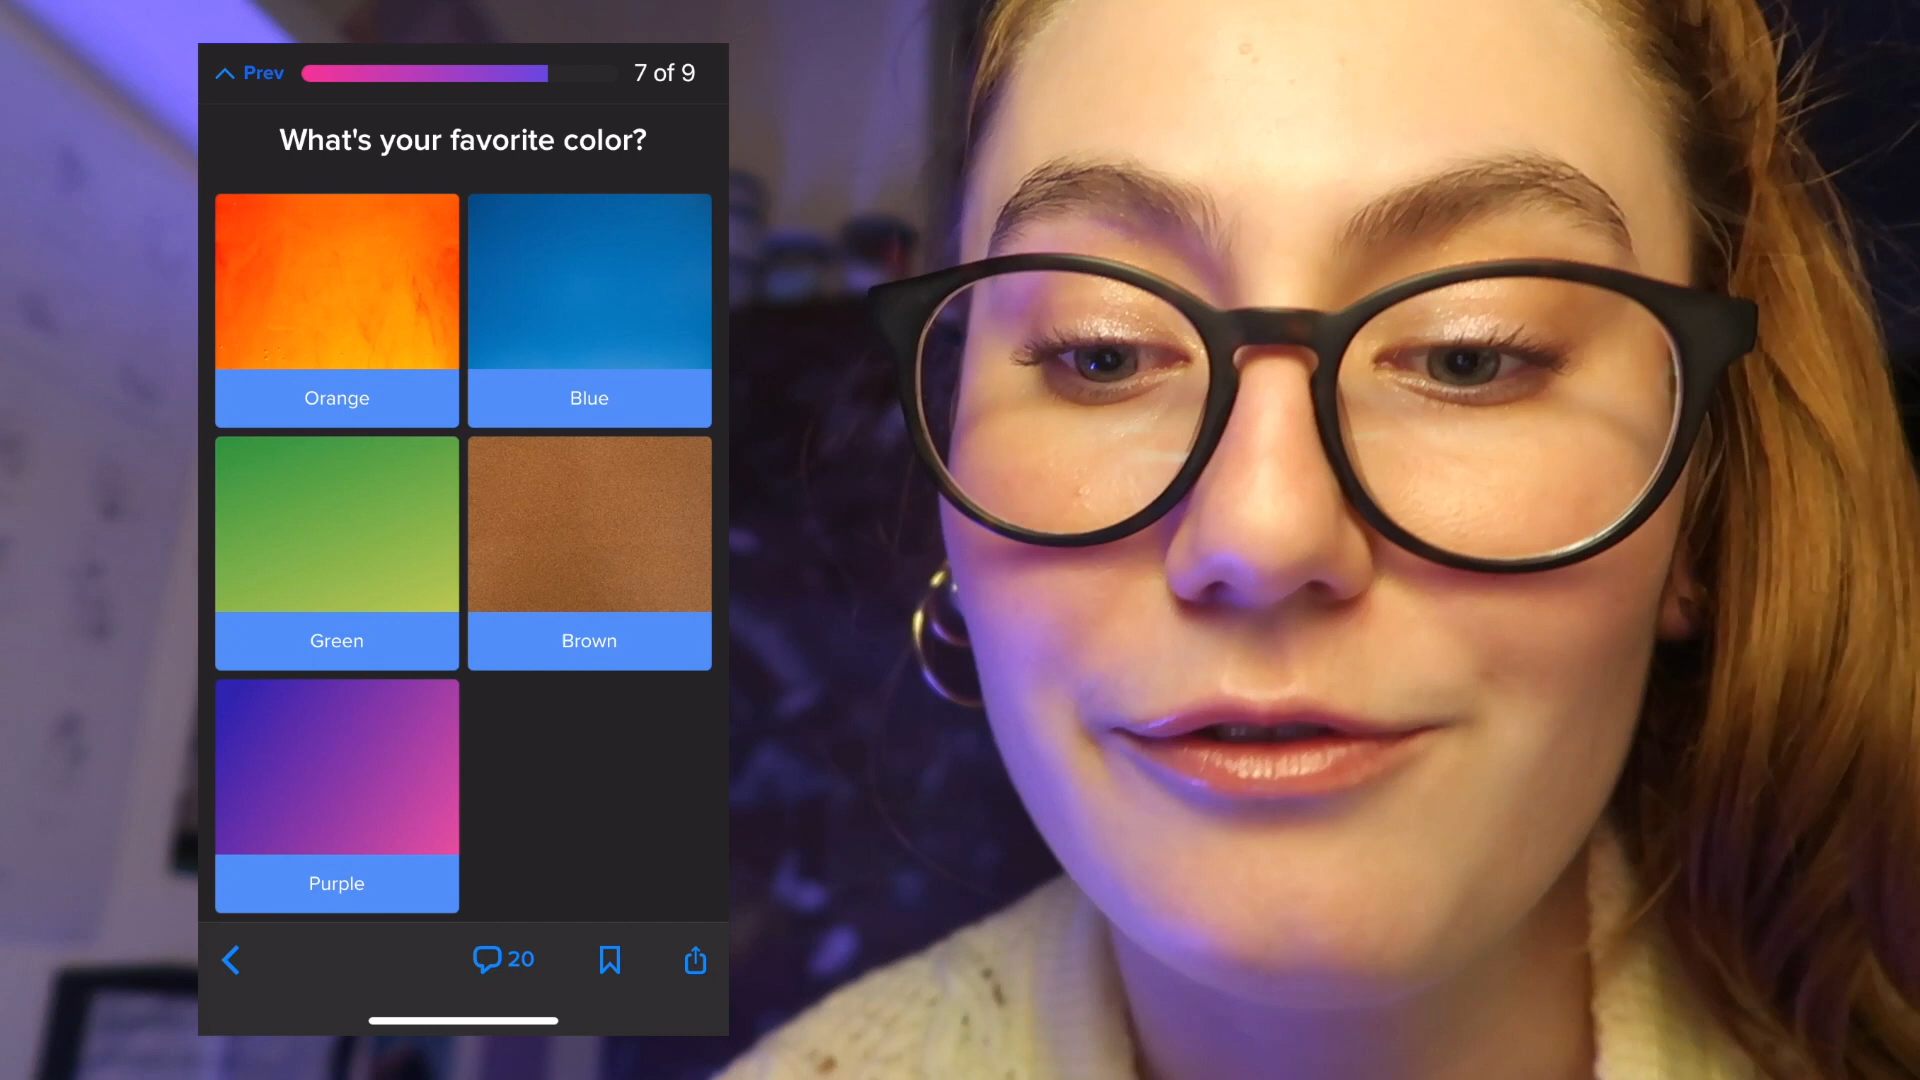 Prev
7 of 9
What's your favorite color?
Orange
Blue
Green
Brown
Purple
20